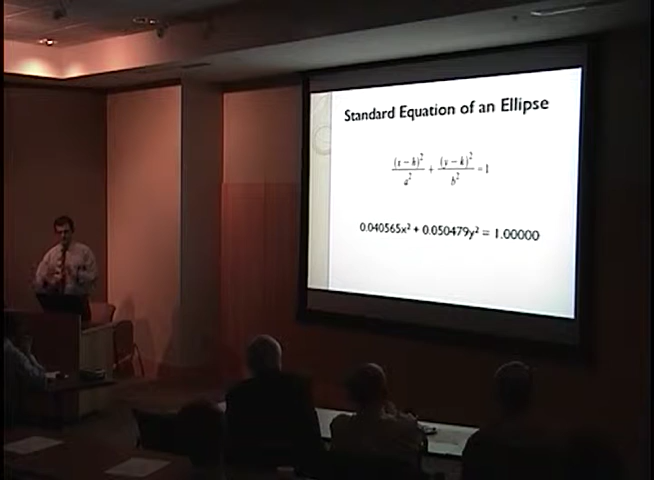 Standard Equation of an Ellipse
(x − h)²/a² + (y − k)²/b² = 1
0.040565x² + 0.050479y² = 1.00000